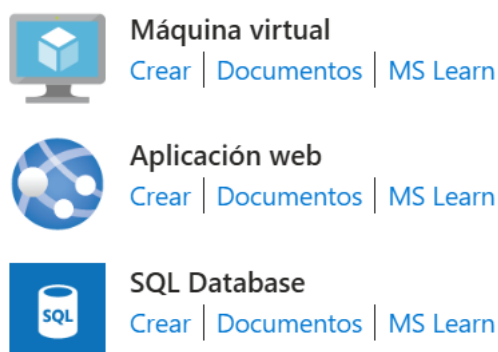 Máquina virtual
Crear | Documentos | MS Learn
Aplicación web
Crear | Documentos | MS Learn
SQL Database
SQL
Crear | Documentos | MS Learn